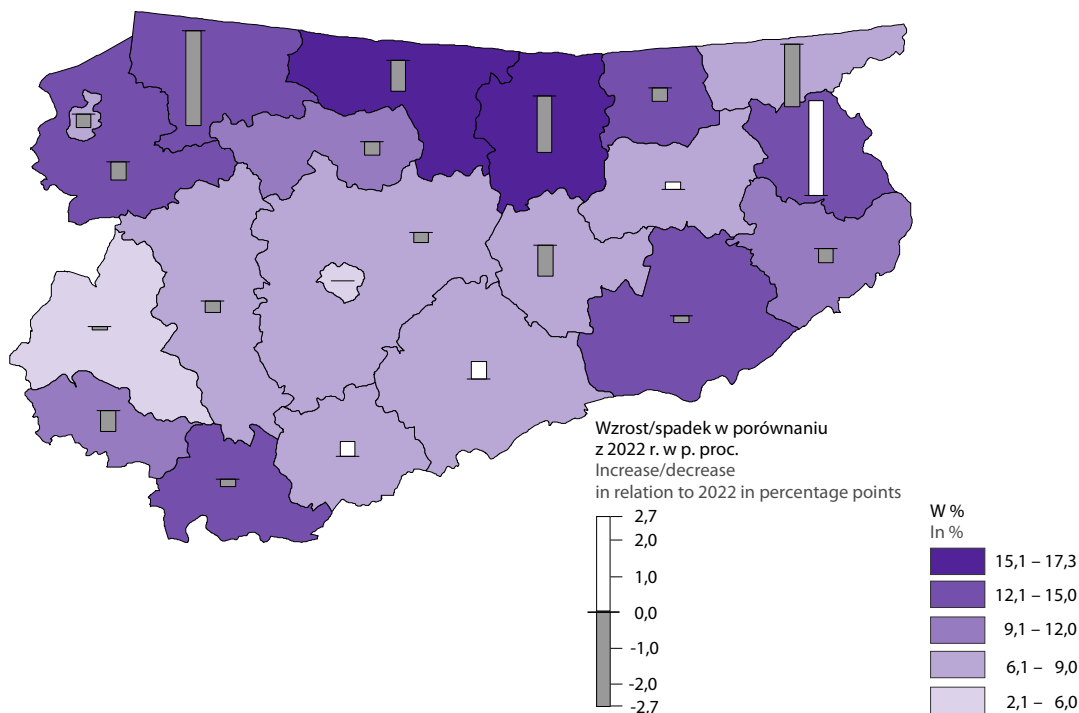 Wzrost/spadek w porównaniu
z 2022 r. w p. proc.
Increase/decrease
in relation to 2022 in percentage points
2,7
2,0
1,0
0,0
-1,0
-2,0
-2,7
W %
In %
15,1 – 17,3
12,1 – 15,0
9,1 – 12,0
6,1 – 9,0
2,1 – 6,0